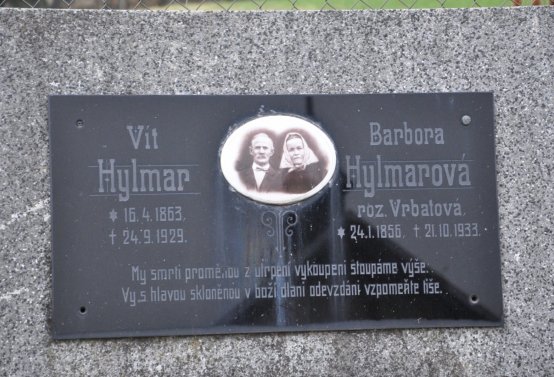 Vít
Hylmar
* 16.4.1863.
† 24.9.1929.
Barbora
Hylmarová
roz. Vrbatová.
* 24.1.1856. † 21.10.1933.
My smrtí proměnou z utrpení vykoupeni stoupáme výše.
Vy, s hlavou skloněnou v boží dlani odevzdáni vzpomeňte tiše.